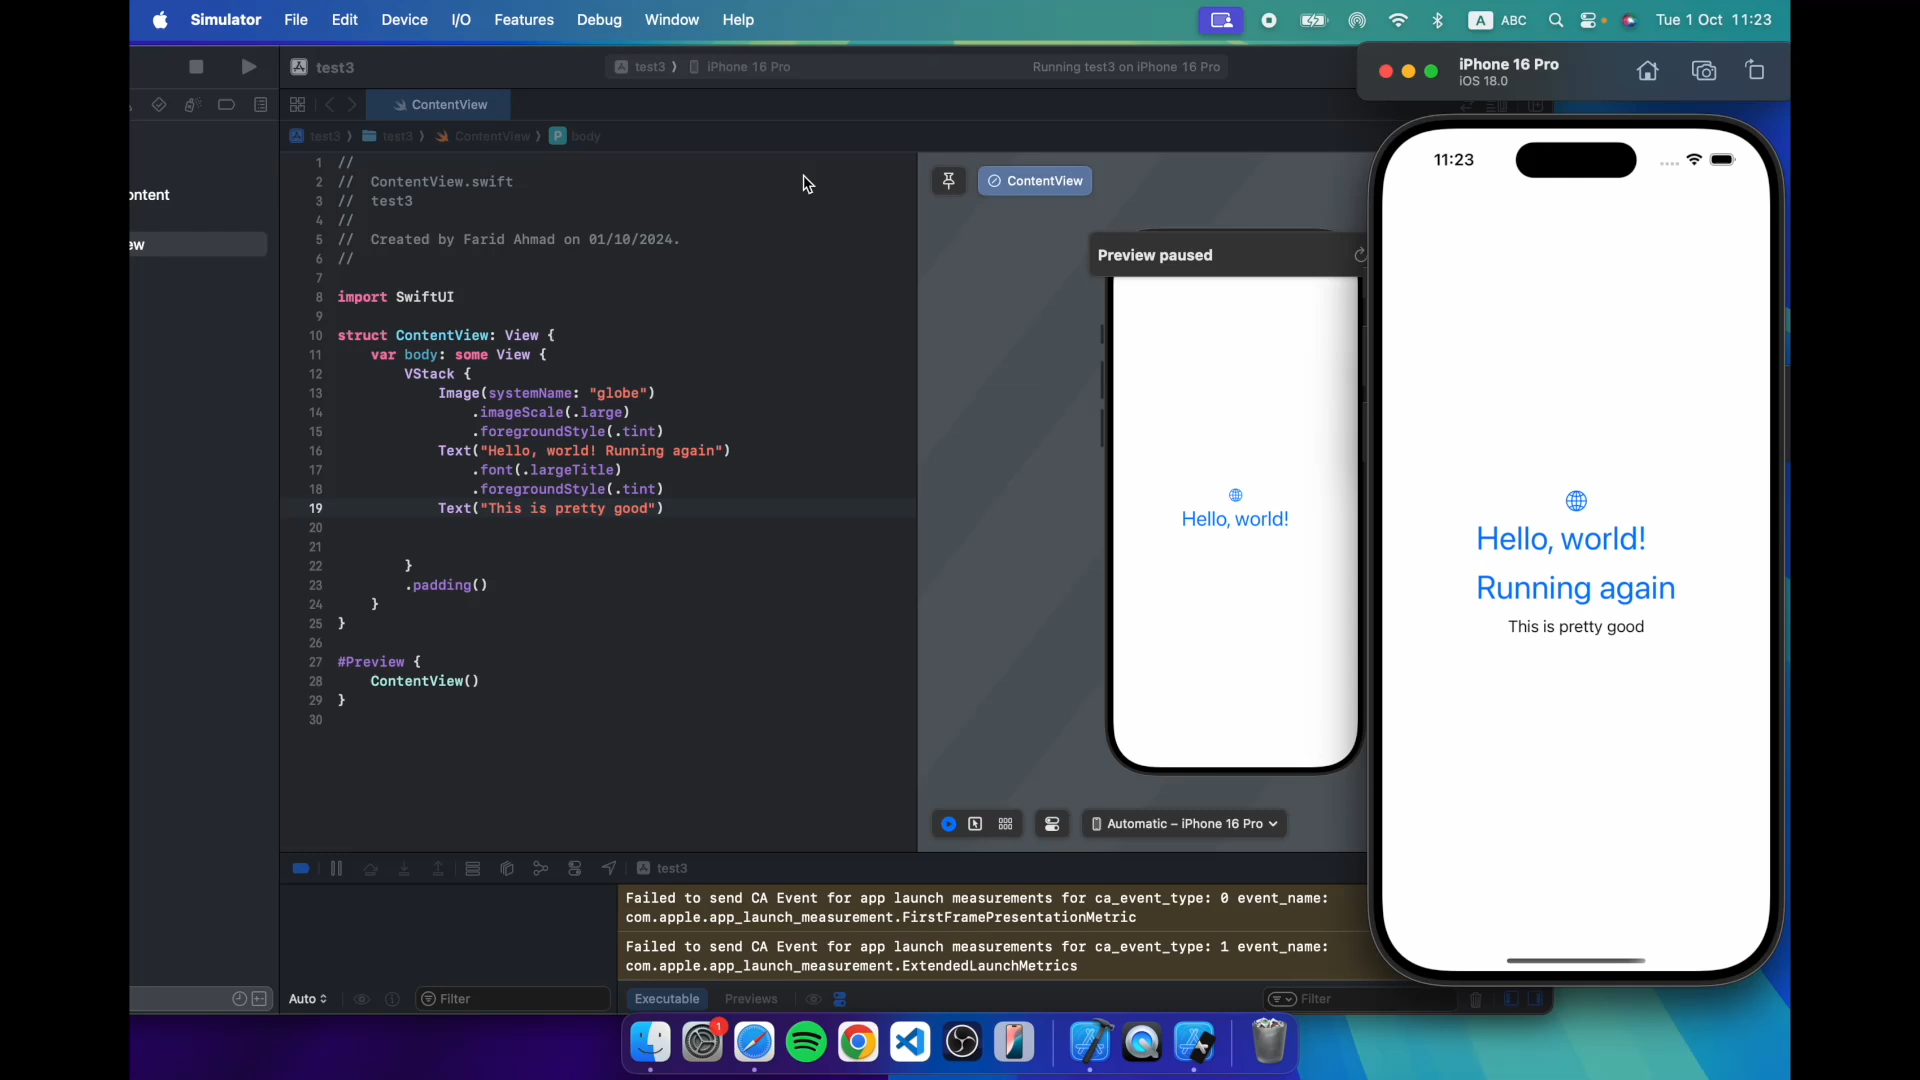 Simulator File Edit Device I/O Features Debug Window Help
A ABC
Tue 1 Oct 11:23
test3
test3 iPhone 16 Pro
Running test3 on iPhone 16 Pro
iPhone 16 Pro
iOS 18.0
ContentView
test3 test3 ContentView P body
ontent
ew
1 //
2 // ContentView.swift
3 // test3
4 //
5 // Created by Farid Ahmad on 01/10/2024.
6 //
7
8 import SwiftUI
9
10 struct ContentView: View {
11 var body: some View {
12 VStack {
13 Image(systemName: "globe")
14 .imageScale(.large)
15 .foregroundStyle(.tint)
16 Text("Hello, world! Running again")
17 .font(.largeTitle)
18 .foregroundStyle(.tint)
19 Text("This is pretty good")
20
21
22 }
23 .padding()
24 }
25 }
26
27 #Preview {
28 ContentView()
29 }
30
ContentView
Preview paused
Hello, world!
Automatic – iPhone 16 Pro
11:23
Hello, world!
Running again
This is pretty good
test3
Failed to send CA Event for app launch measurements for ca_event_type: 0 event_name:
com.apple.app_launch_measurement.FirstFramePresentationMetric
Failed to send CA Event for app launch measurements for ca_event_type: 1 event_name:
com.apple.app_launch_measurement.ExtendedLaunchMetrics
Auto
Filter
Executable Previews
Filter
1